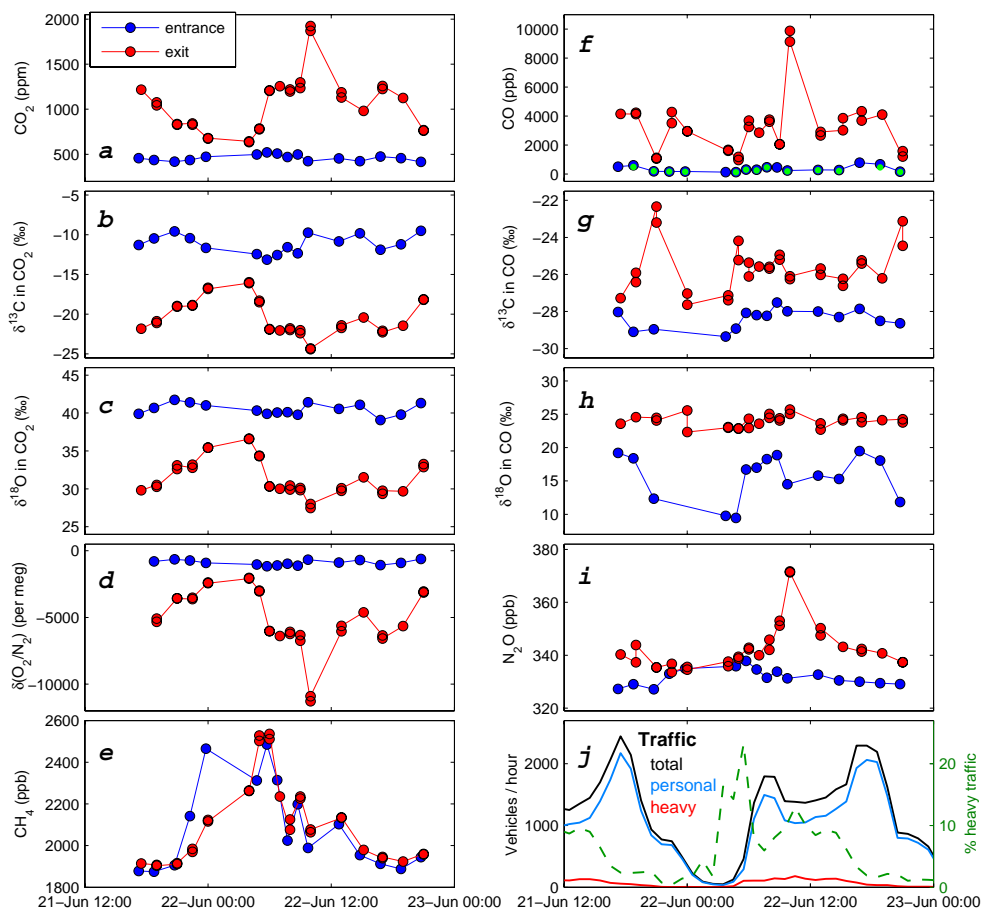 entrance
exit
CO2 (ppm)
2000
1500
1000
500
a
δ13C in CO2 (‰)
−5
−10
−15
−20
−25
b
δ18O in CO2 (‰)
45
40
35
30
25
c
δ(O2/N2) (per meg)
0
−5000
−10000
d
CH4 (ppb)
2600
2400
2200
2000
1800
e
21−Jun 12:00
22−Jun 00:00
22−Jun 12:00
23−Jun 00:00
CO (ppb)
10000
8000
6000
4000
2000
0
f
δ13C in CO (‰)
−22
−24
−26
−28
−30
g
δ18O in CO (‰)
30
25
20
15
10
h
N2O (ppb)
380
360
340
320
i
Vehicles / hour
2000
1000
0
j
Traffic
total
personal
heavy
20
10
0
% heavy traffic
21−Jun 12:00
22−Jun 00:00
22−Jun 12:00
23−Jun 00:00